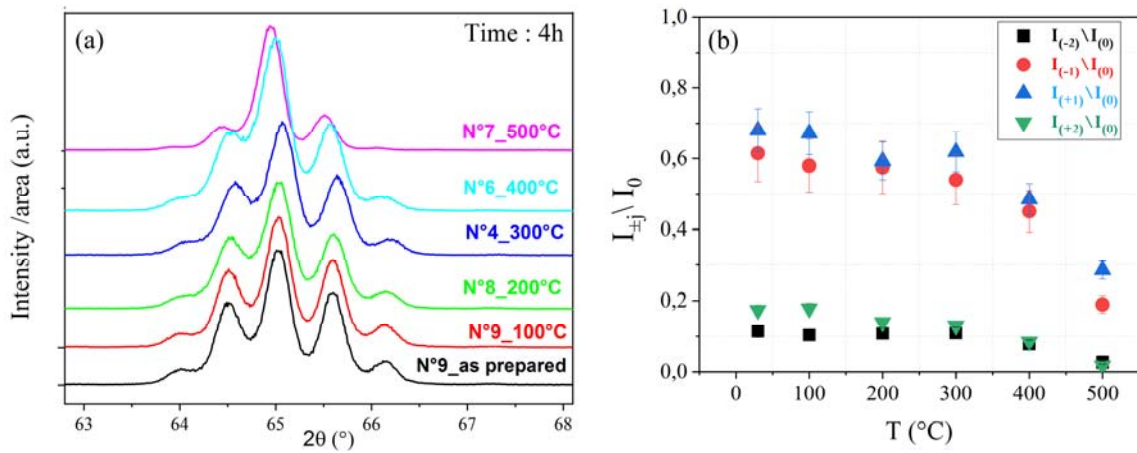 (a)
Time : 4h
N°7_500°C
N°6_400°C
N°4_300°C
N°8_200°C
N°9_100°C
N°9_as prepared
Intensity /area (a.u.)
63 64 65 66 67 68
2θ (°)
(b)
I(-2)\I(0)
I(-1)\I(0)
I(+1)\I(0)
I(+2)\I(0)
1,0
0,8
0,6
0,4
0,2
0,0
I±j\ I0
0 100 200 300 400 500
T (°C)